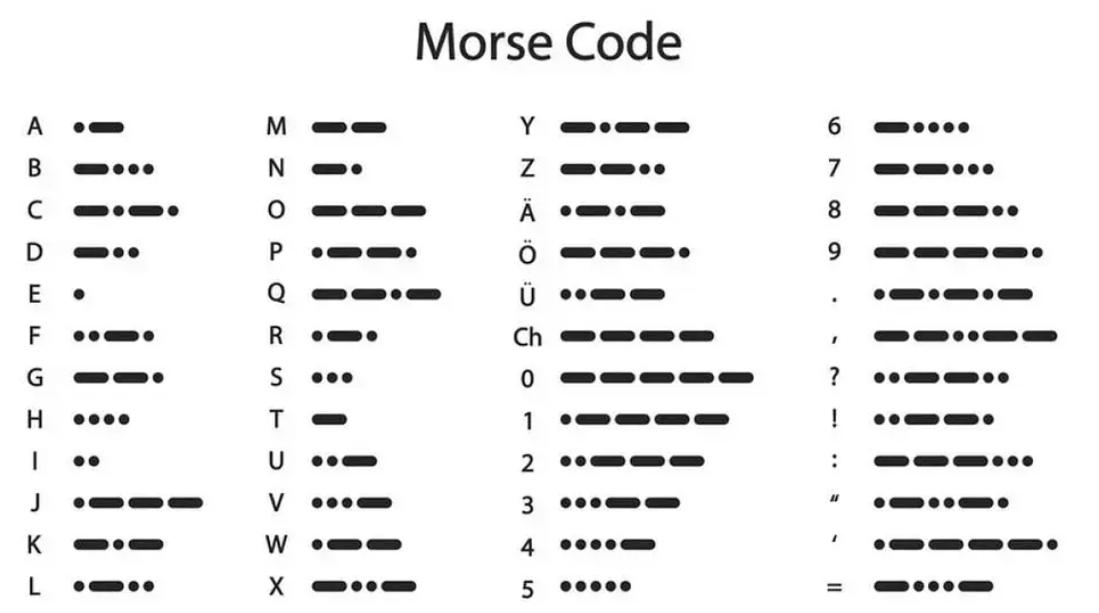 Morse Code
A •— M —— Y —•—— 6 —••••
B —••• N —• Z ——•• 7 ——•••
C —•—• O ——— Ä •—•— 8 ———••
D —•• P •——• Ö ———• 9 ————•
E • Q ——•— Ü ••—— . •—•—•—
F ••—• R •—• Ch ———— , ——••——
G ——• S ••• 0 ————— ? ••——••
H •••• T — 1 •———— ! ••——•
I •• U ••— 2 ••——— : ———•••
J •——— V •••— 3 •••—— “ •—••—•
K —•— W •—— 4 ••••— ‘ •————•
L •—•• X —••— 5 ••••• = —•••—